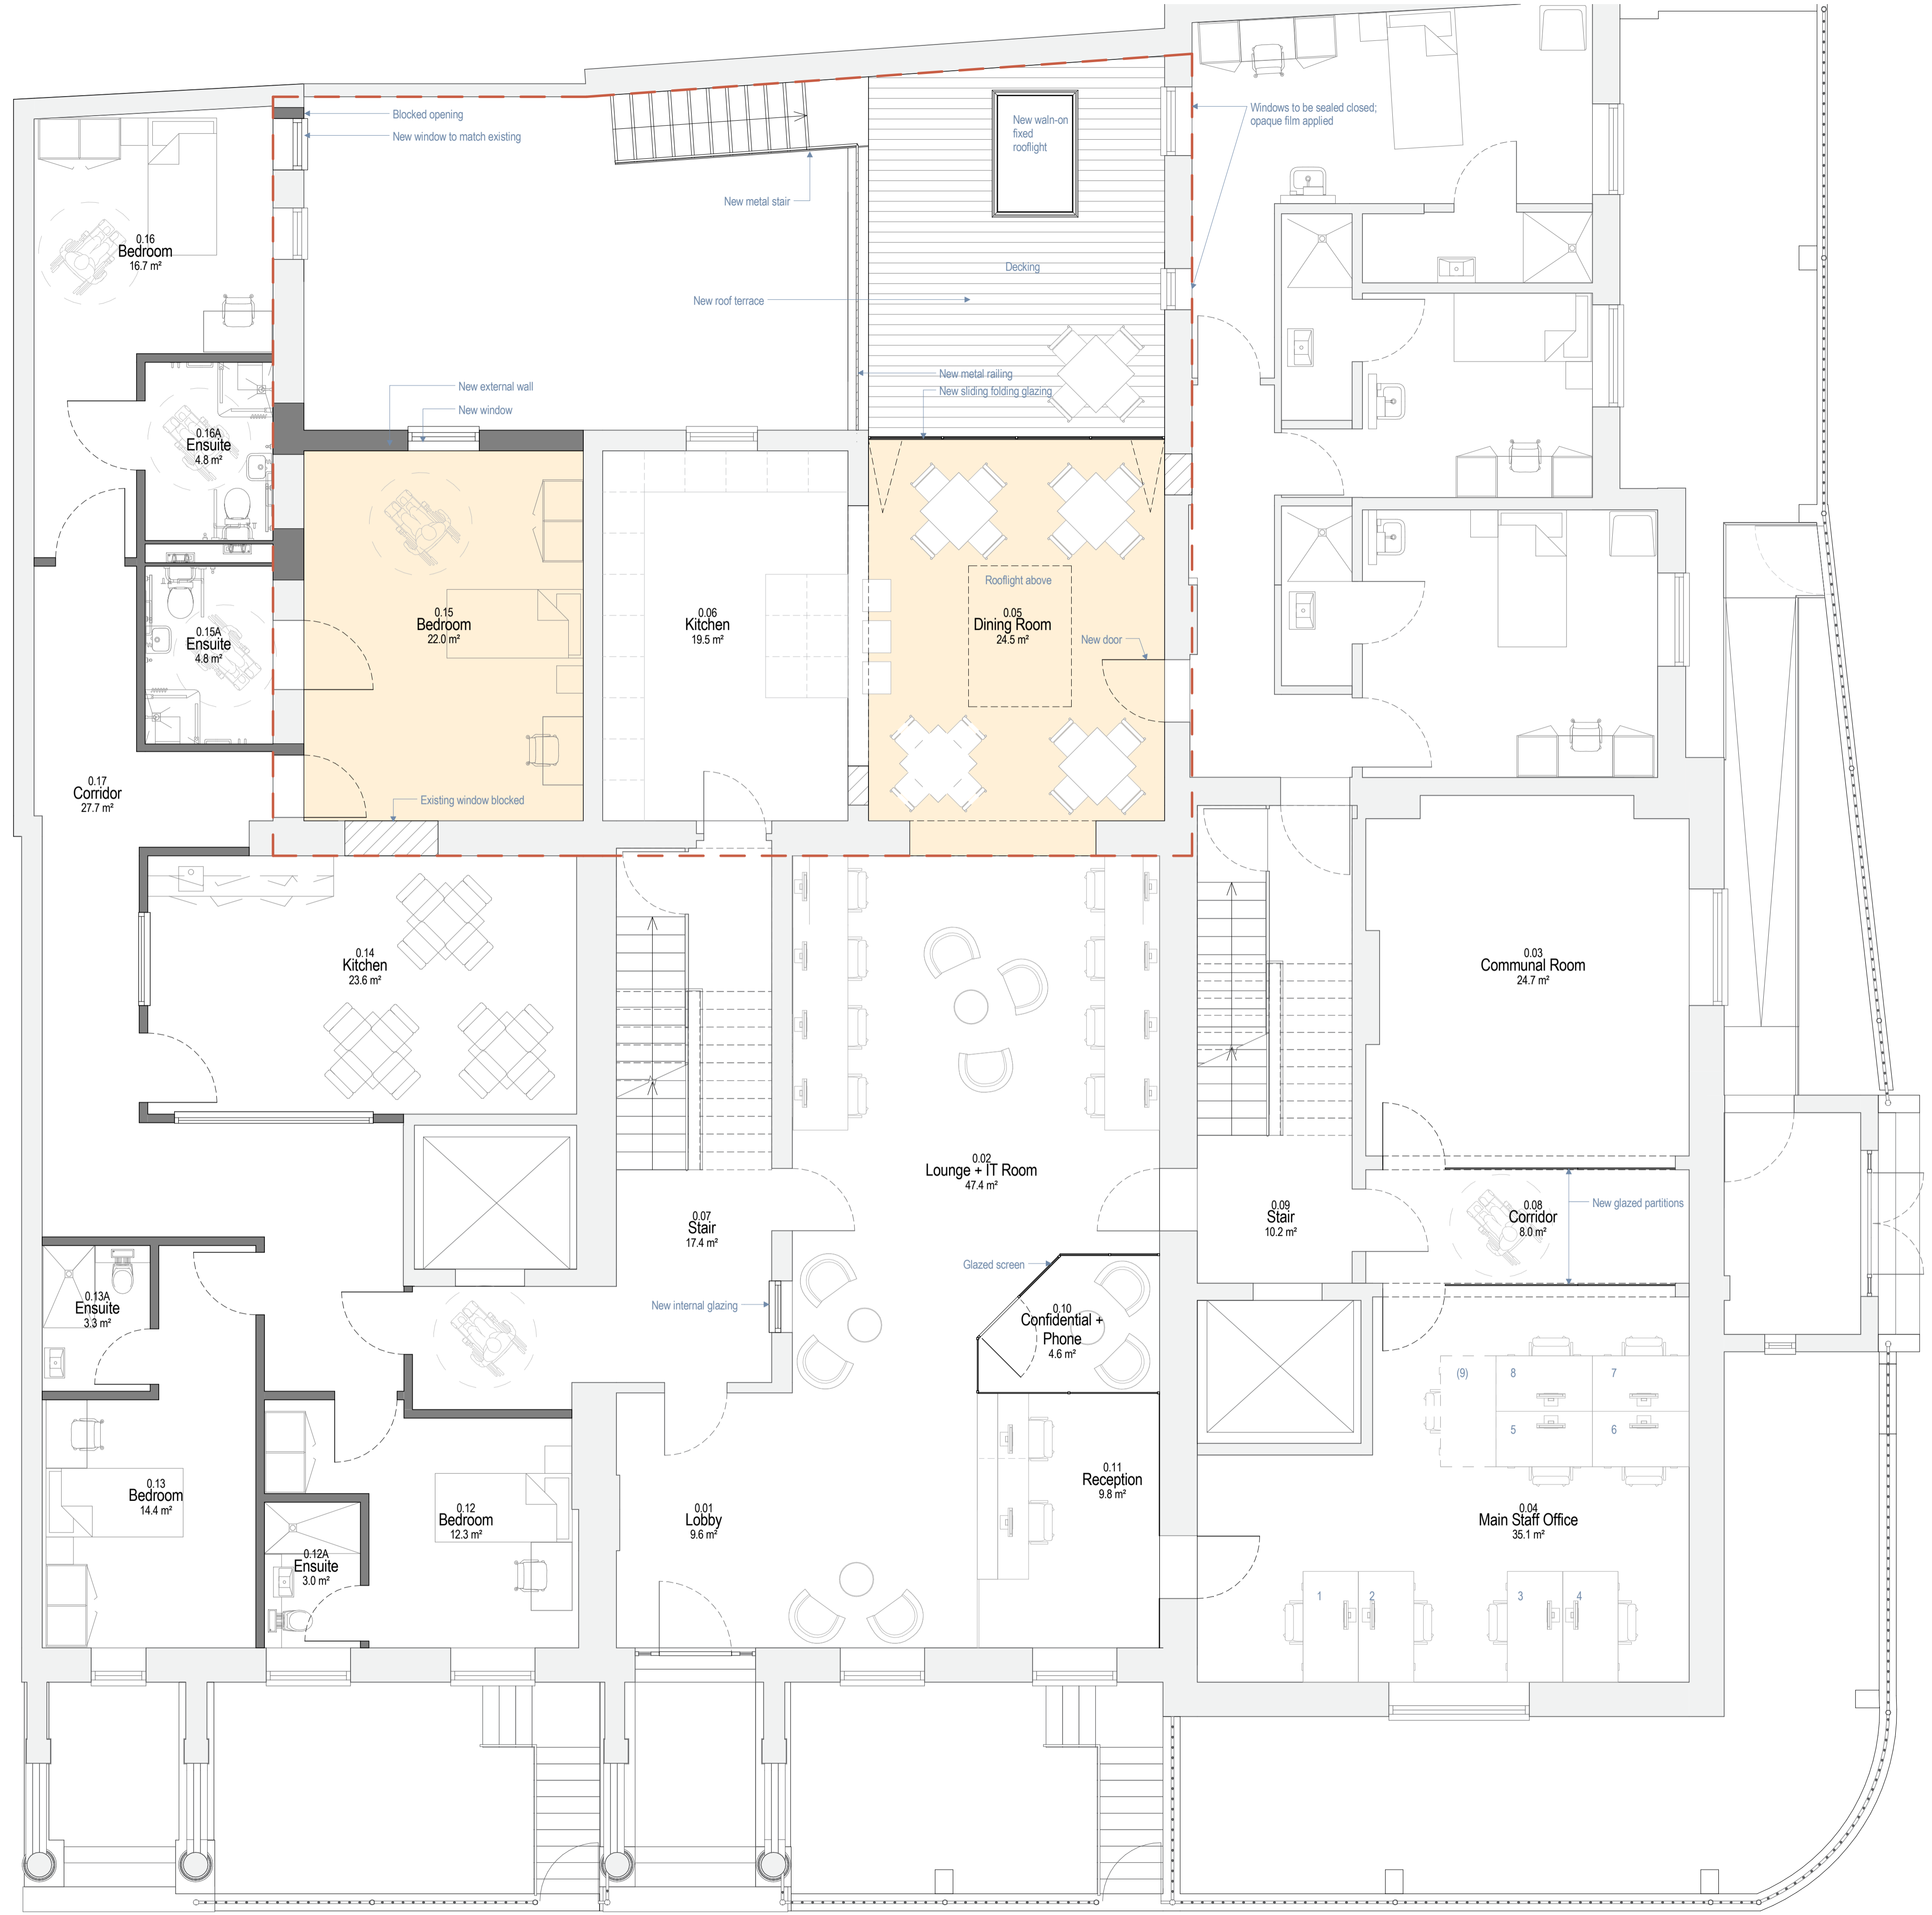 Blocked opening
New window to match existing
New waln-on
fixed
rooflight
Windows to be sealed closed;
opaque film applied
New metal stair
0.16
Bedroom
16.7 m²
Decking
New roof terrace
New metal railing
New sliding folding glazing
New external wall
New window
0.16A
Ensuite
4.8 m²
Rooflight above
0.15
Bedroom
22.0 m²
0.06
Kitchen
19.5 m²
0.05
Dining Room
24.5 m²
New door
0.15A
Ensuite
4.8 m²
0.17
Corridor
27.7 m²
Existing window blocked
0.14
Kitchen
23.6 m²
0.03
Communal Room
24.7 m²
0.02
Lounge + IT Room
47.4 m²
0.07
Stair
17.4 m²
0.09
Stair
10.2 m²
0.08
Corridor
8.0 m²
New glazed partitions
Glazed screen
New internal glazing
0.13A
Ensuite
3.3 m²
0.10
Confidential +
Phone
4.6 m²
(9)
8
7
5
6
0.13
Bedroom
14.4 m²
0.12
Bedroom
12.3 m²
0.01
Lobby
9.6 m²
0.11
Reception
9.8 m²
0.04
Main Staff Office
35.1 m²
0.12A
Ensuite
3.0 m²
1
2
3
4